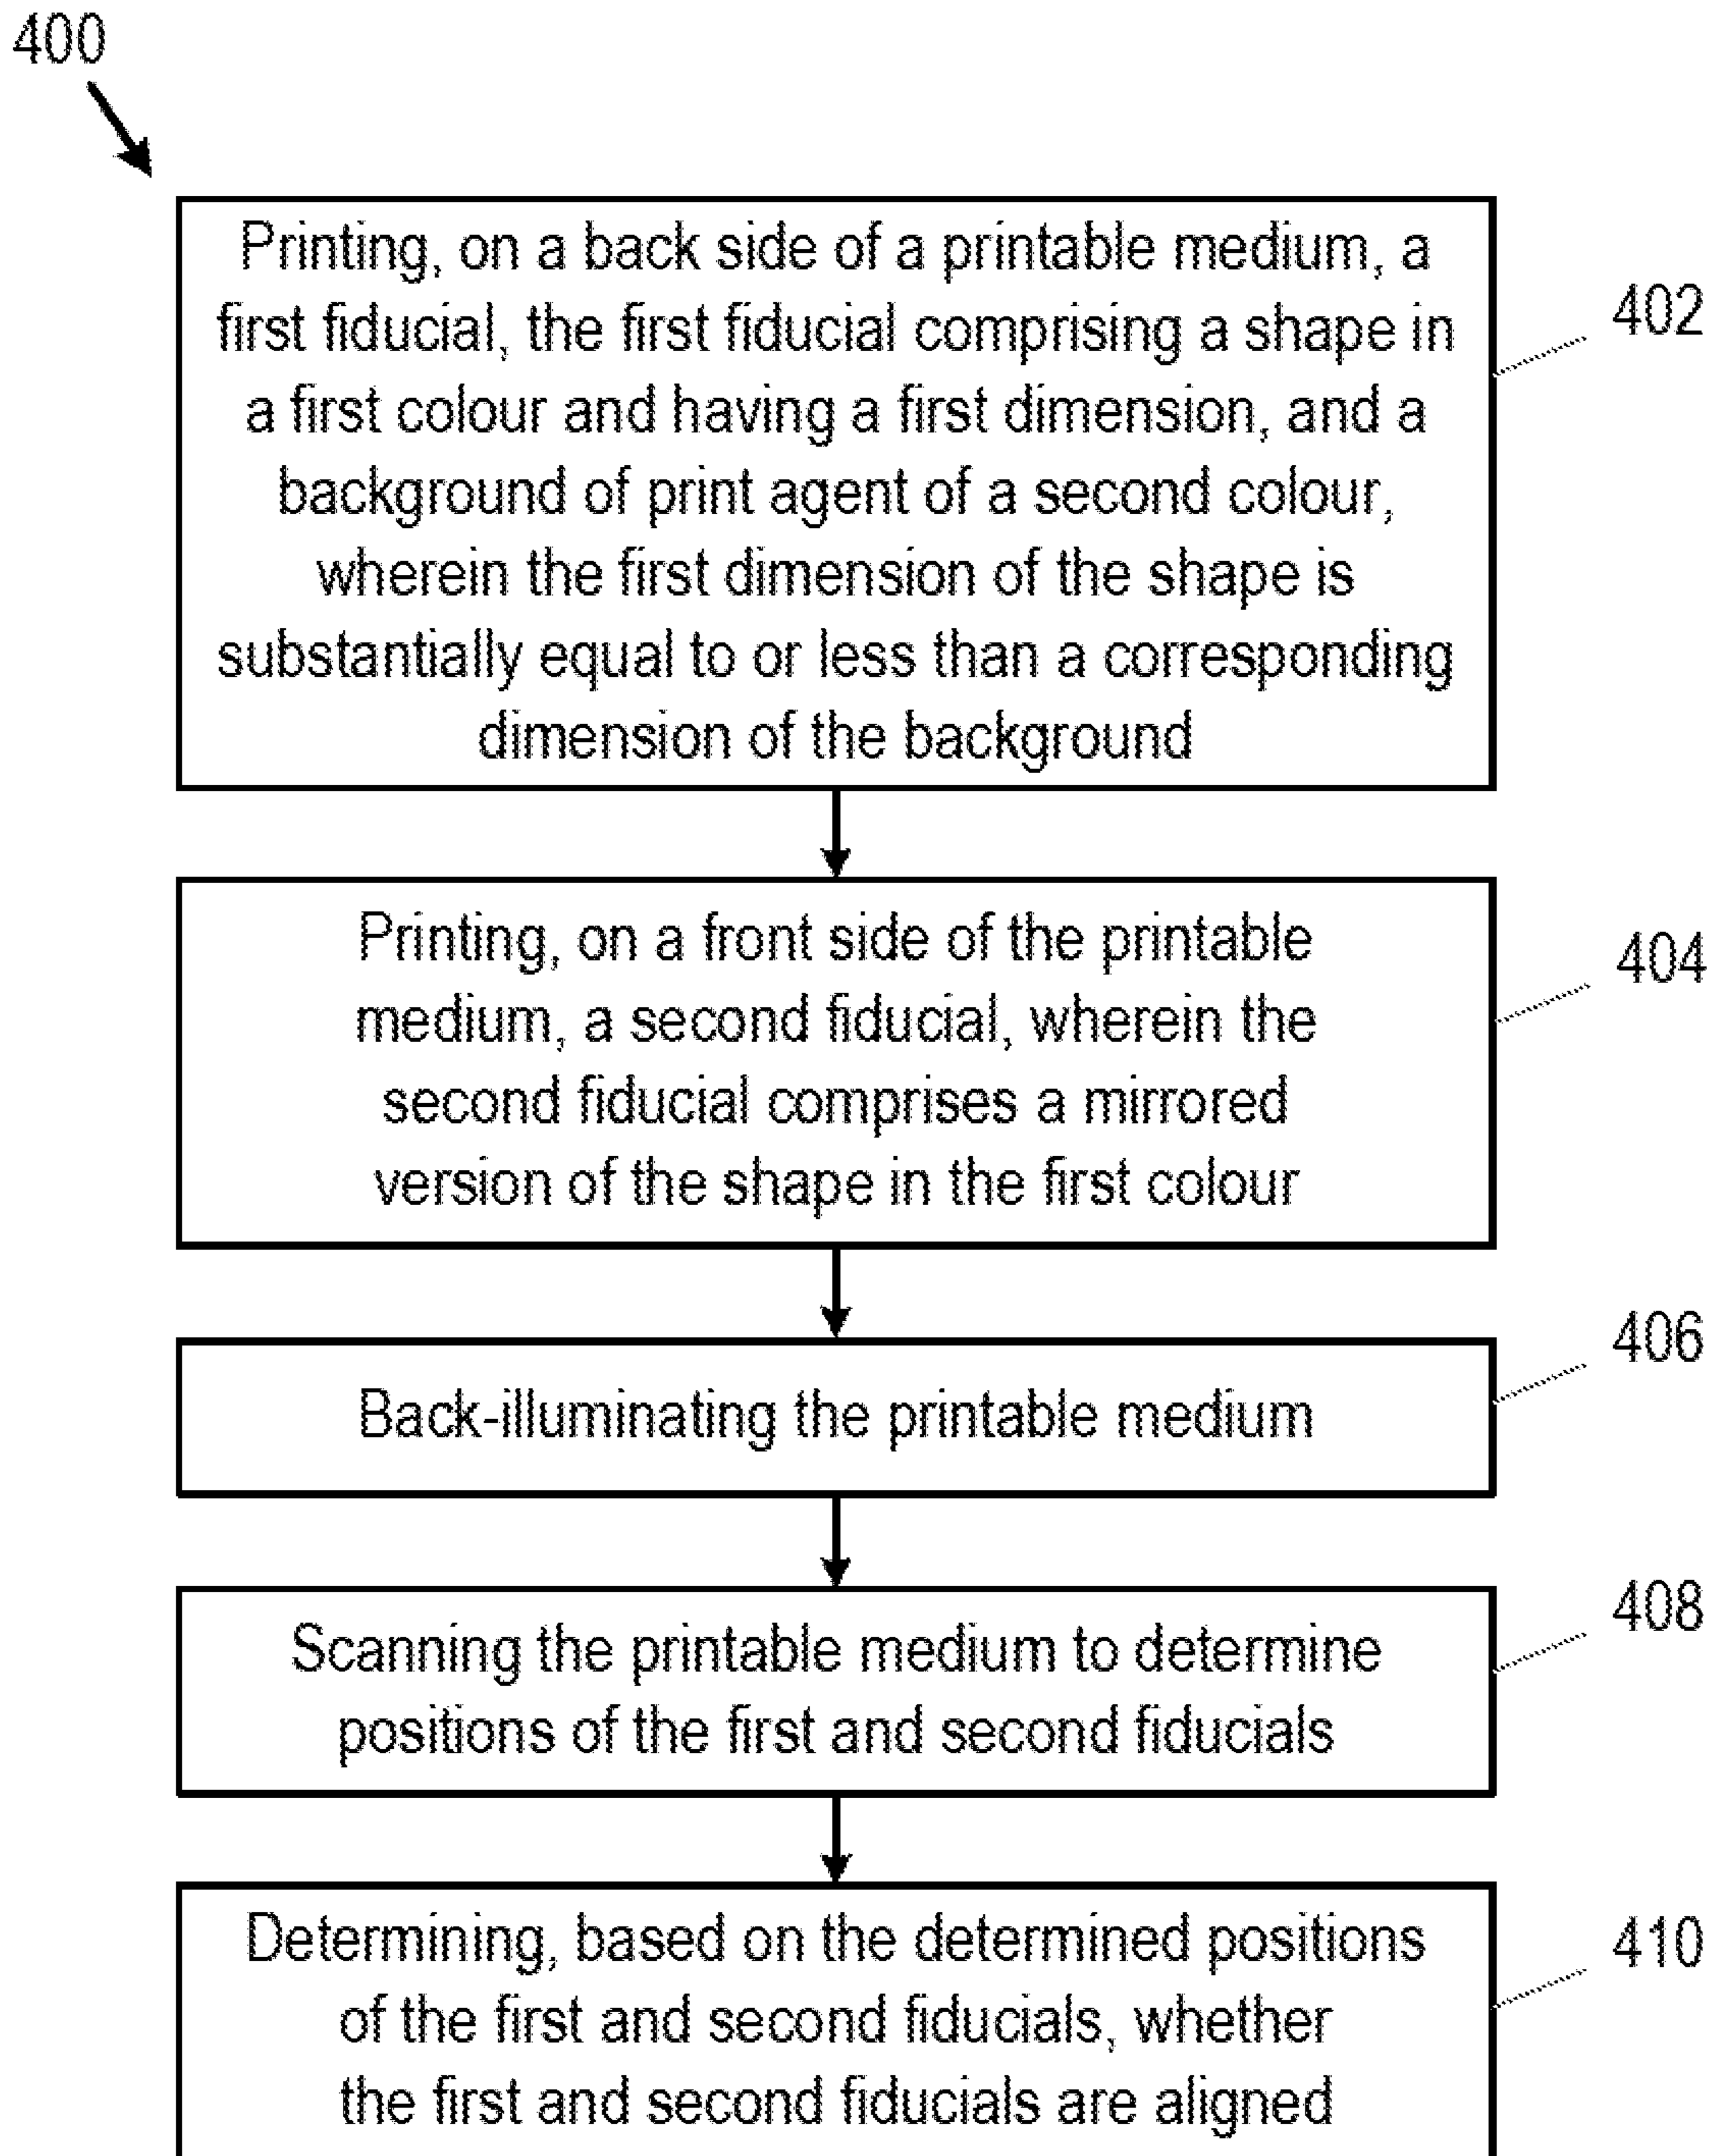 400
Printing, on a back side of a printable medium, a
first fiducial, the first fiducial comprising a shape in
a first colour and having a first dimension, and a
background of print agent of a second colour,
wherein the first dimension of the shape is
substantially equal to or less than a corresponding
dimension of the background
402
Printing, on a front side of the printable
medium, a second fiducial, wherein the
second fiducial comprises a mirrored
version of the shape in the first colour
404
Back-illuminating the printable medium
406
Scanning the printable medium to determine
positions of the first and second fiducials
408
Determining, based on the determined positions
of the first and second fiducials, whether
the first and second fiducials are aligned
410